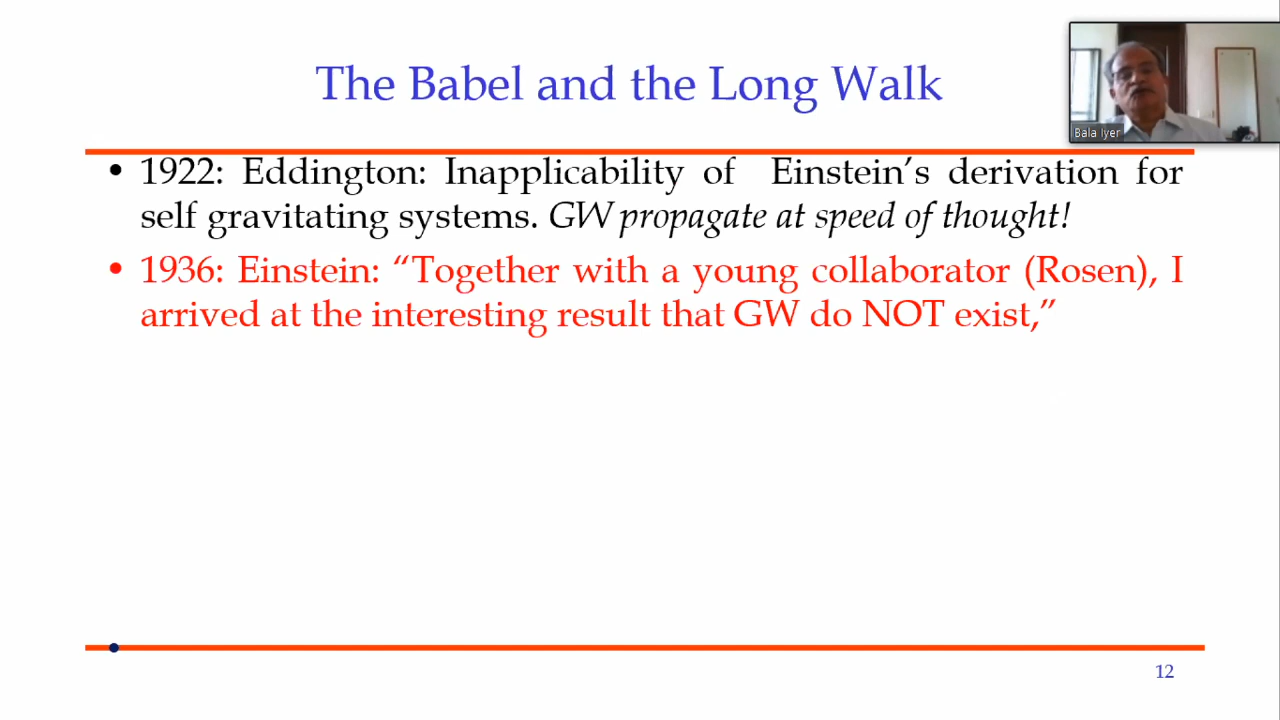 The Babel and the Long Walk
Bala Iyer
• 1922: Eddington: Inapplicability of Einstein’s derivation for
self gravitating systems. GW propagate at speed of thought!
• 1936: Einstein: “Together with a young collaborator (Rosen), I
arrived at the interesting result that GW do NOT exist,”
12